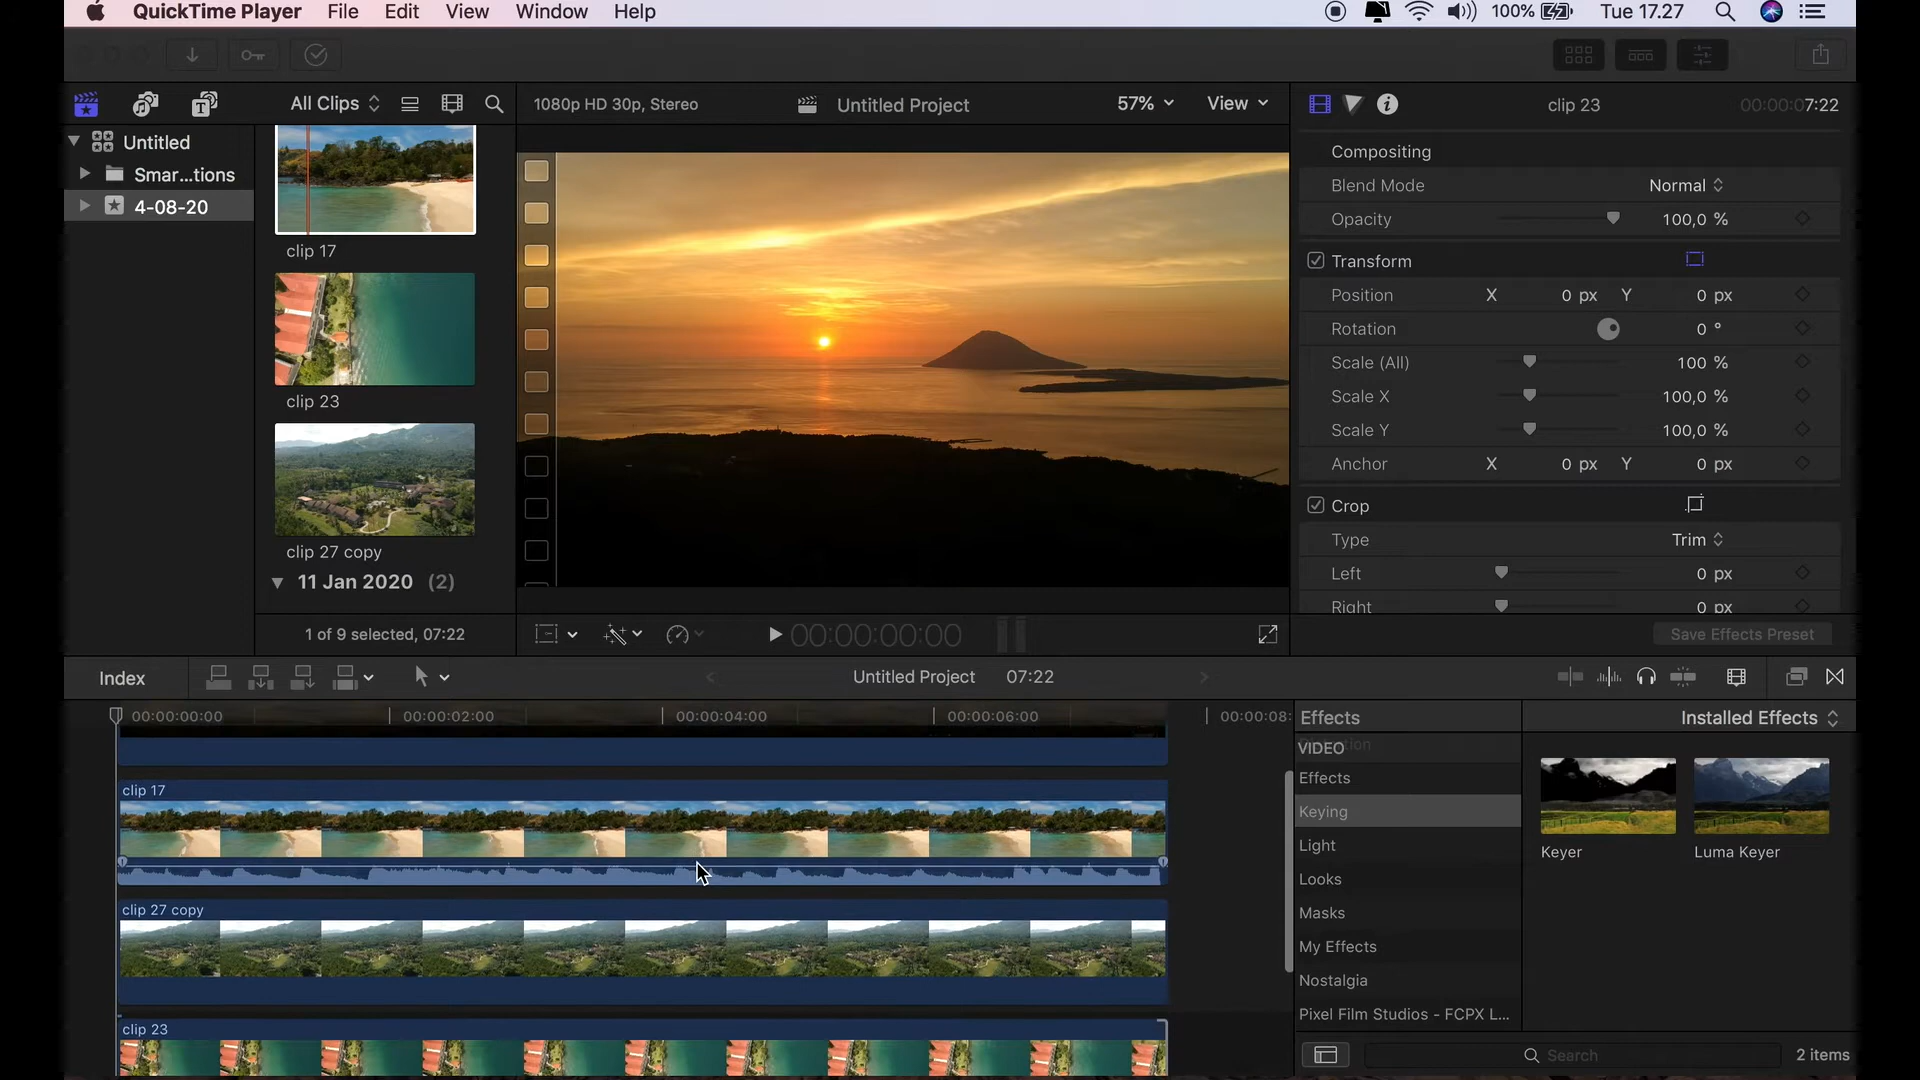 QuickTime Player File Edit View Window Help 100% Tue 17.27
All Clips 1080p HD 30p, Stereo Untitled Project 57% View clip 23 00:00:07:22
Untitled
Smar...tions
4-08-20
clip 17
clip 23
clip 27 copy
11 Jan 2020 (2)
1 of 9 selected, 07:22
00:00:00:00
Compositing
Blend Mode Normal
Opacity 100,0 %
Transform
Position X 0 px Y 0 px
Rotation 0 °
Scale (All) 100 %
Scale X 100,0 %
Scale Y 100,0 %
Anchor X 0 px Y 0 px
Crop
Type Trim
Left 0 px
Right 0 px
Save Effects Preset
Index Untitled Project 07:22
00:00:00:00 00:00:02:00 00:00:04:00 00:00:06:00 00:00:08:
clip 17
clip 27 copy
clip 23
Effects Installed Effects
Distortion
VIDEO
Effects
Keying
Light
Looks
Masks
My Effects
Nostalgia
Pixel Film Studios - FCPX L...
Keyer Luma Keyer
Search 2 items